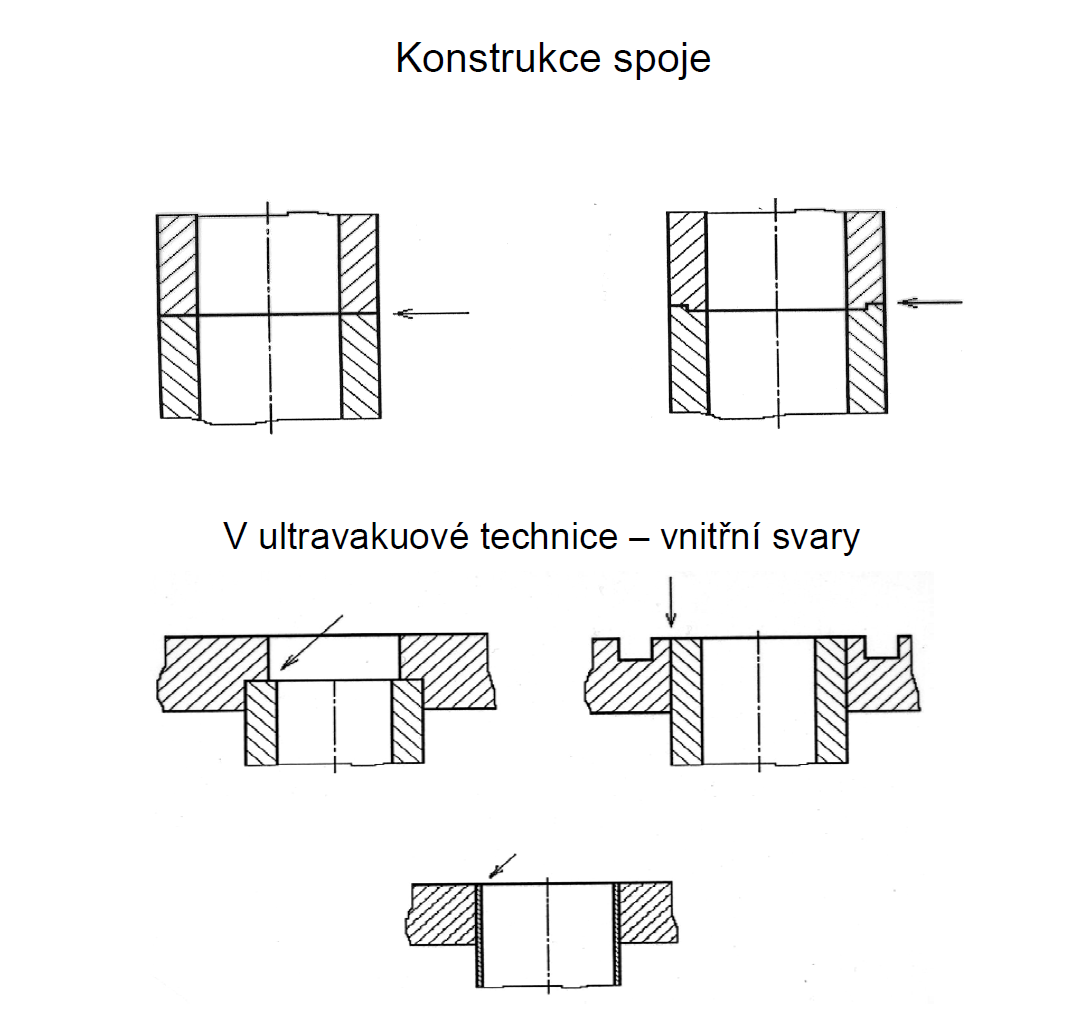 Konstrukce spoje
V ultravakuové technice – vnitřní svary